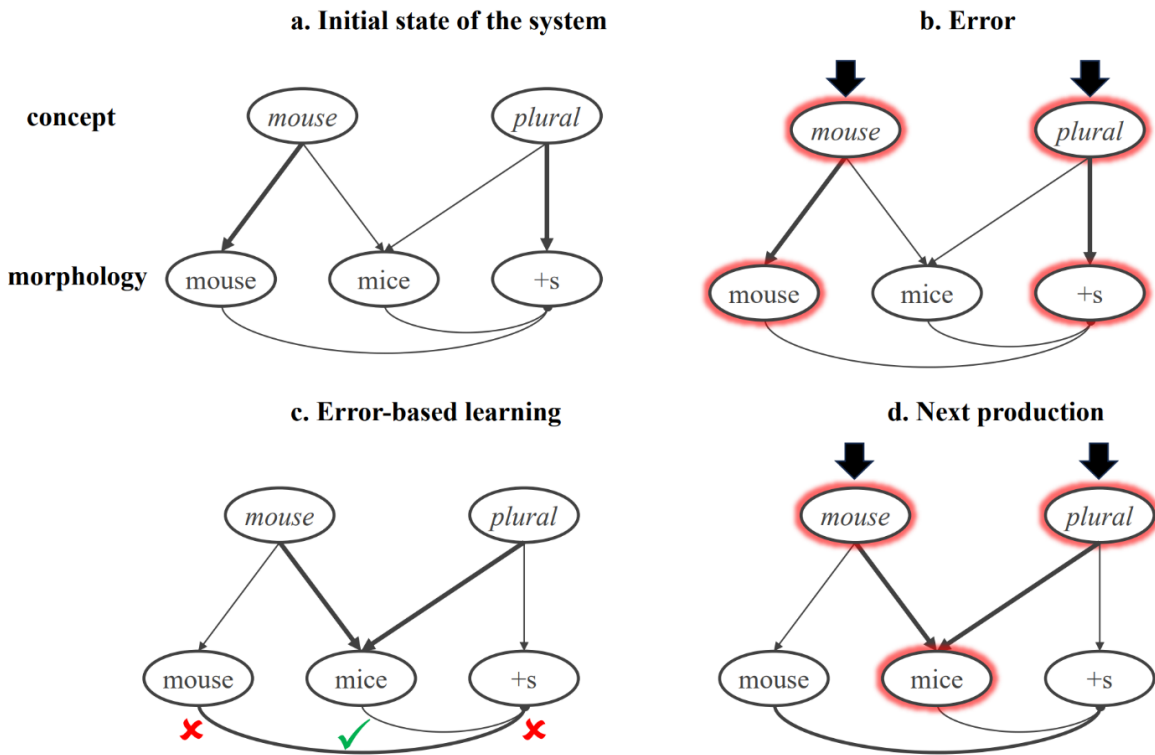 a. Initial state of the system
b. Error
concept
mouse
plural
mouse
plural
morphology
mouse
mice
+s
mouse
mice
+s
c. Error-based learning
d. Next production
mouse
plural
mouse
plural
mouse
mice
+s
mouse
mice
+s